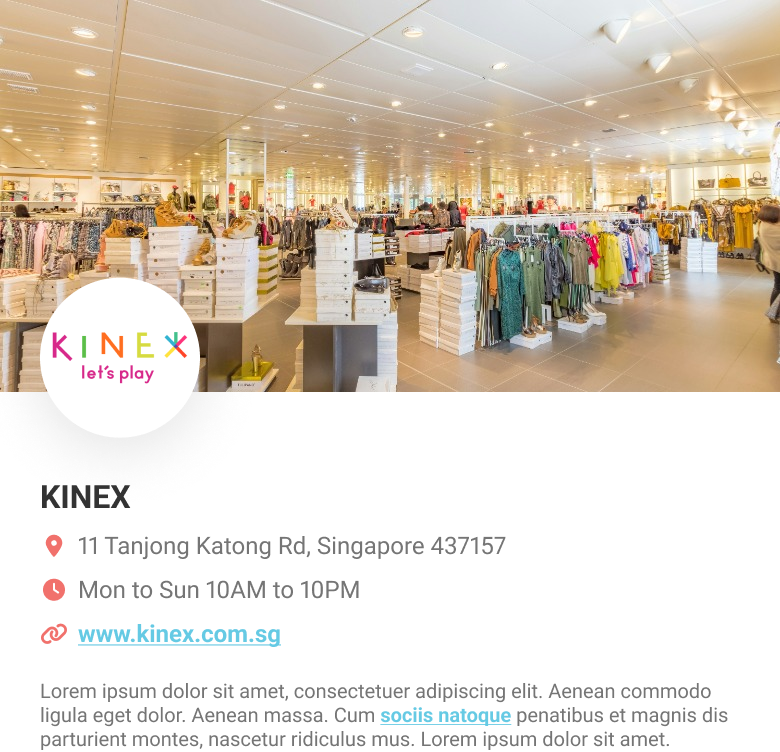 KINEX
let's play
KINEX
11 Tanjong Katong Rd, Singapore 437157
Mon to Sun 10AM to 10PM
www.kinex.com.sg
Lorem ipsum dolor sit amet, consectetuer adipiscing elit. Aenean commodo
ligula eget dolor. Aenean massa. Cum sociis natoque penatibus et magnis dis
parturient montes, nascetur ridiculus mus. Lorem ipsum dolor sit amet.